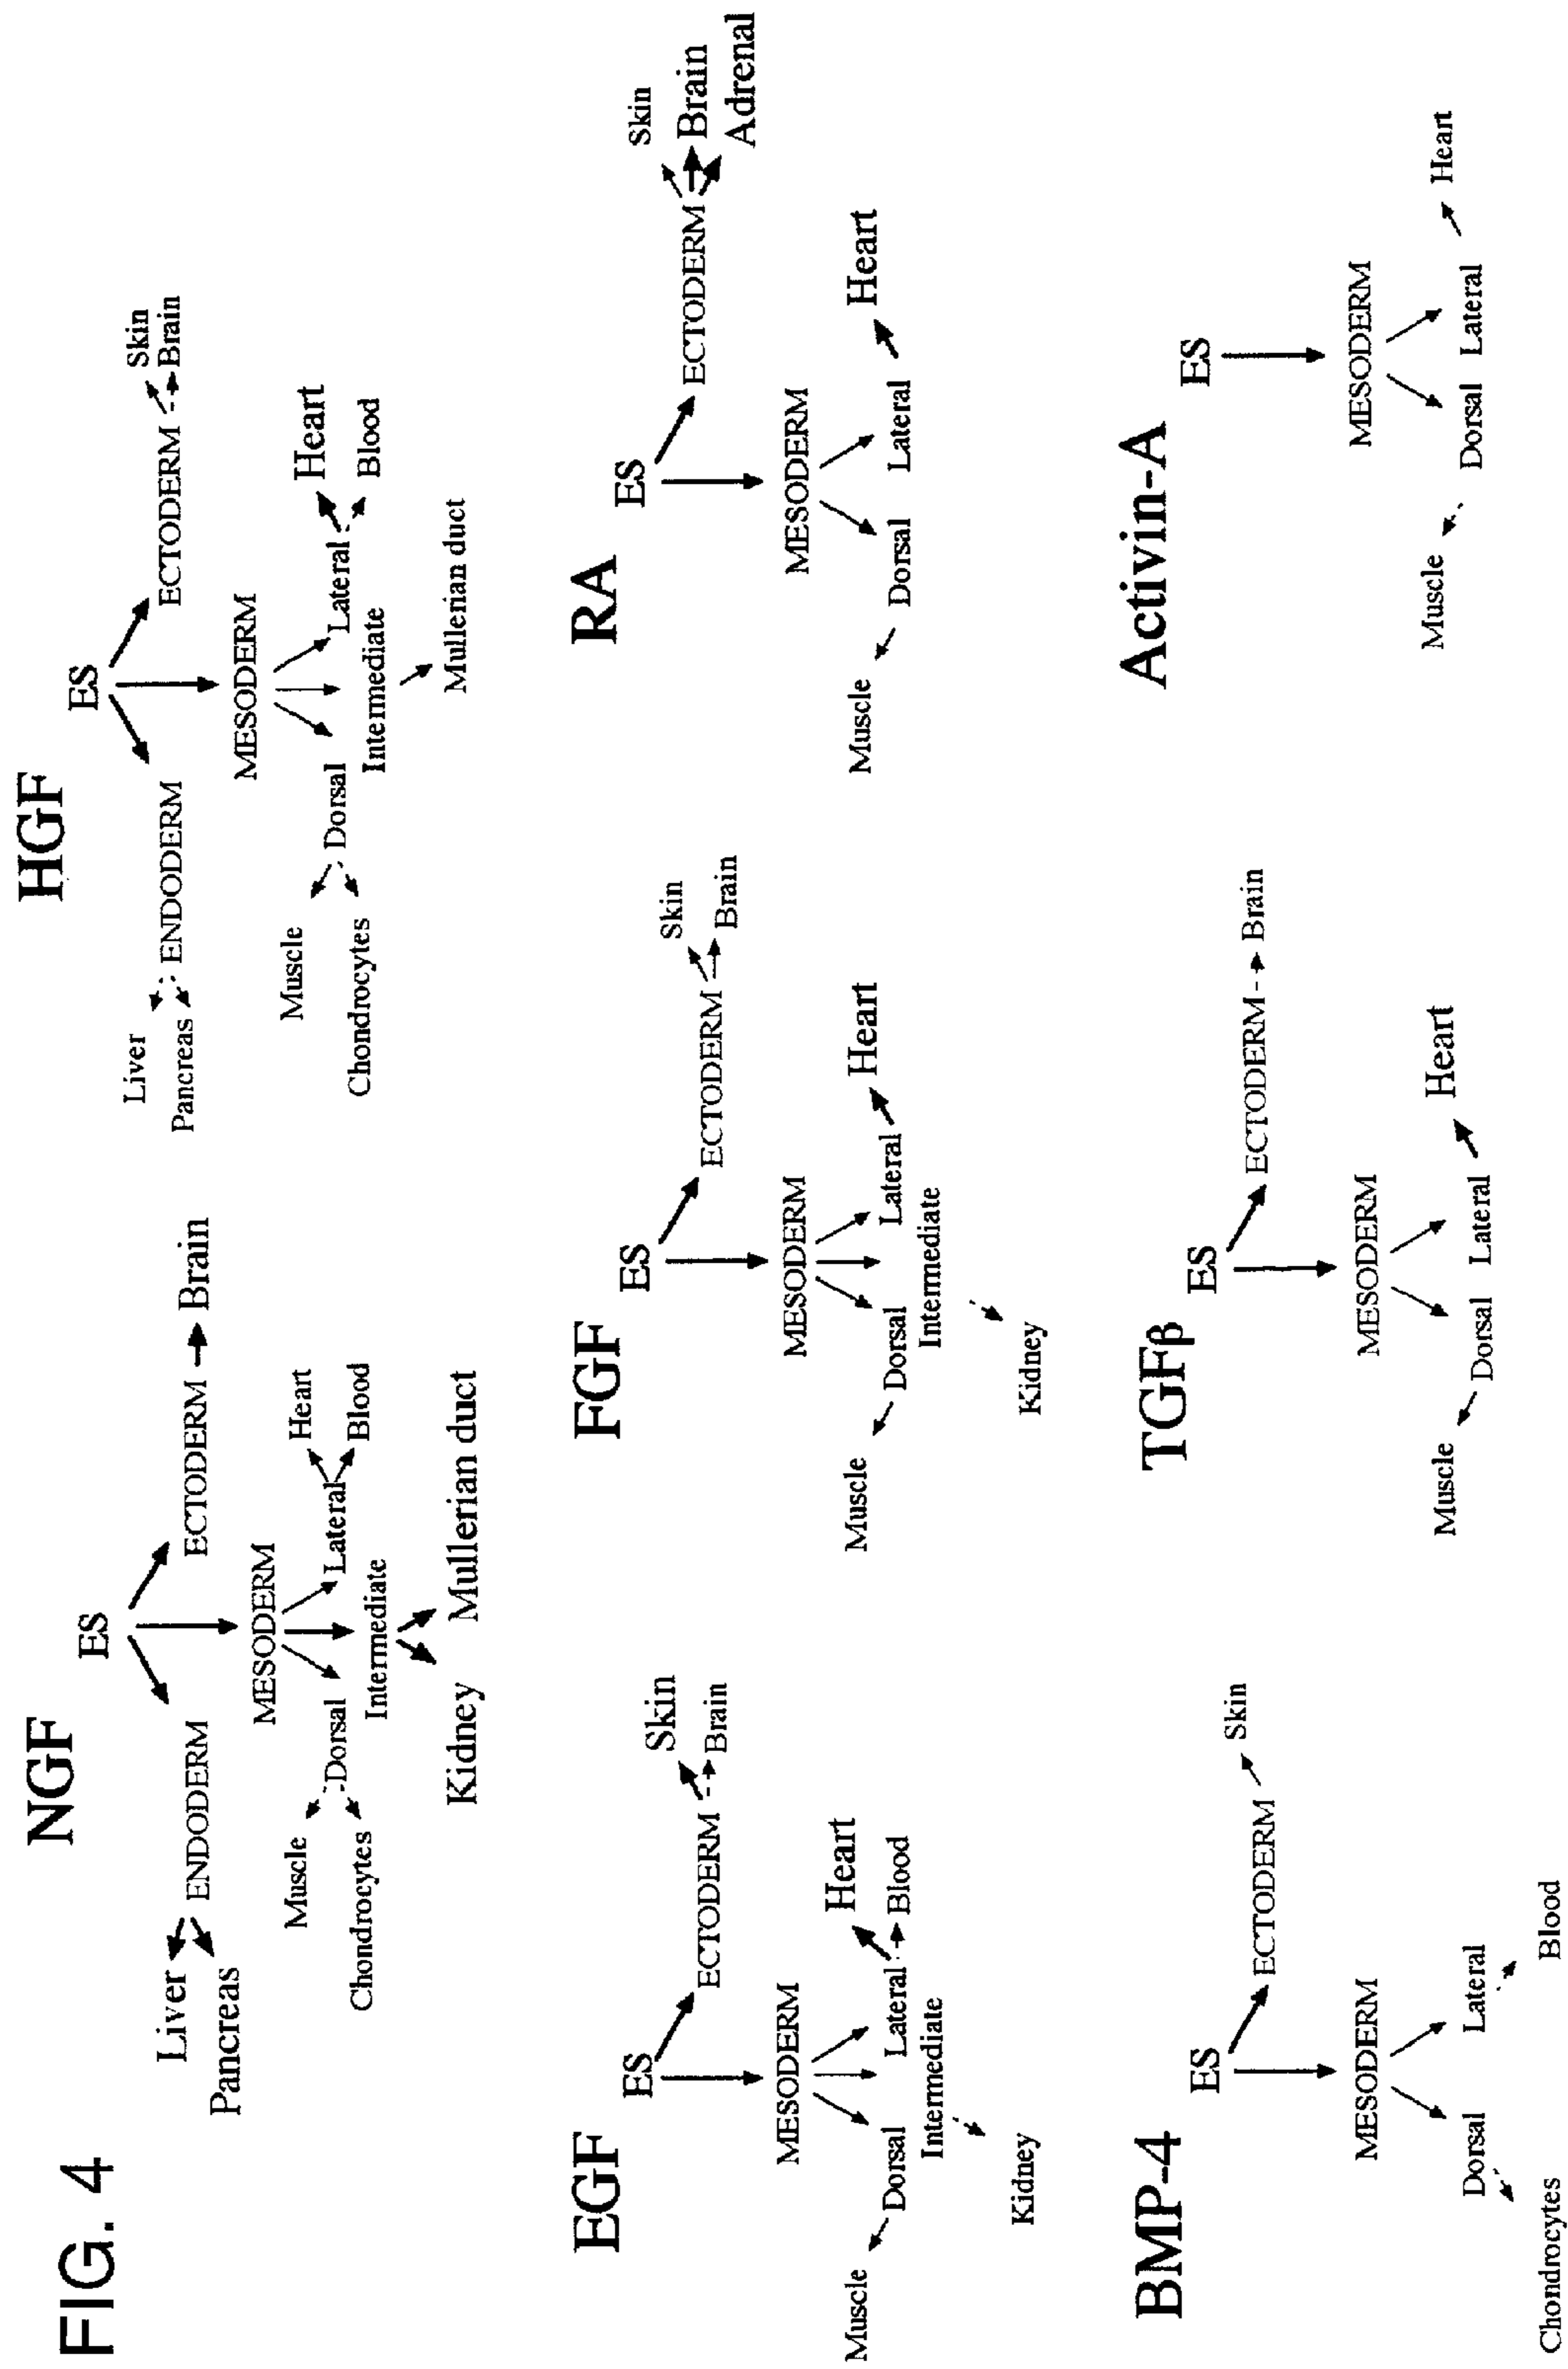 FIG. 4
NGF
ES
Liver
Pancreas
ENDODERM
ECTODERM
Brain
MESODERM
Muscle
Chondrocytes
Dorsal
Lateral
Heart
Blood
Intermediate
Kidney
Mullerian duct
HGF
ES
Liver
Pancreas
ENDODERM
ECTODERM
Skin
Brain
MESODERM
Muscle
Chondrocytes
Dorsal
Lateral
Heart
Blood
Intermediate
Mullerian duct
EGF
ES
ECTODERM
Skin
Brain
MESODERM
Muscle
Dorsal
Lateral
Heart
Blood
Intermediate
Kidney
FGF
ES
ECTODERM
Skin
Brain
MESODERM
Muscle
Dorsal
Lateral
Heart
Intermediate
Kidney
RA
ES
ECTODERM
Skin
Brain
Adrenal
MESODERM
Muscle
Dorsal
Lateral
Heart
BMP-4
ES
ECTODERM
Skin
MESODERM
Dorsal
Lateral
Chondrocytes
Blood
TGFβ
ES
ECTODERM
Brain
MESODERM
Muscle
Dorsal
Lateral
Heart
Activin-A
ES
MESODERM
Muscle
Dorsal
Lateral
Heart